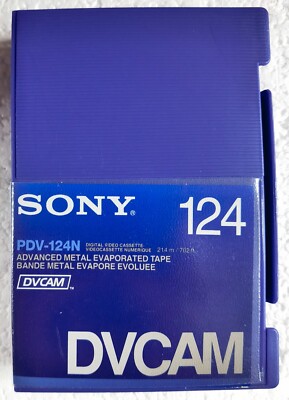 SONY® 124
PDV-124N DIGITAL VIDEO CASSETTE
VIDEOCASSETTE NUMERIQUE 214 m / 702 ft
ADVANCED METAL EVAPORATED TAPE
BANDE METAL EVAPORE EVOLUEE
DVCAM™
DVCAM